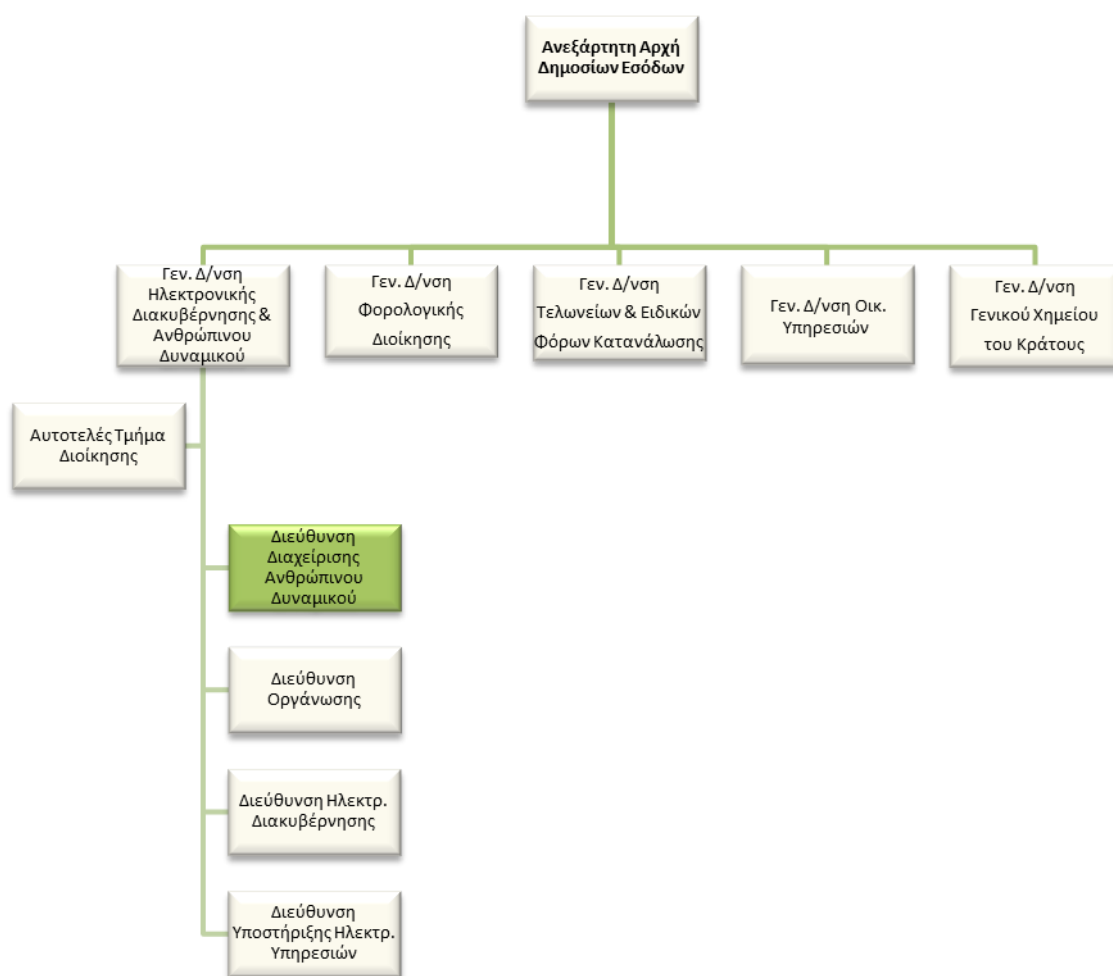 Ανεξάρτητη Αρχή
Δημοσίων Εσόδων
Γεν. Δ/νση
Ηλεκτρονικής
Διακυβέρνησης &
Ανθρώπινου
Δυναμικού
Γεν. Δ/νση
Φορολογικής
Διοίκησης
Γεν. Δ/νση
Τελωνείων & Ειδικών
Φόρων Κατανάλωσης
Γεν. Δ/νση Οικ.
Υπηρεσιών
Γεν. Δ/νση
Γενικού Χημείου
του Κράτους
Αυτοτελές Τμήμα
Διοίκησης
Διεύθυνση
Διαχείρισης
Ανθρώπινου
Δυναμικού
Διεύθυνση
Οργάνωσης
Διεύθυνση Ηλεκτρ.
Διακυβέρνησης
Διεύθυνση
Υποστήριξης Ηλεκτρ.
Υπηρεσιών